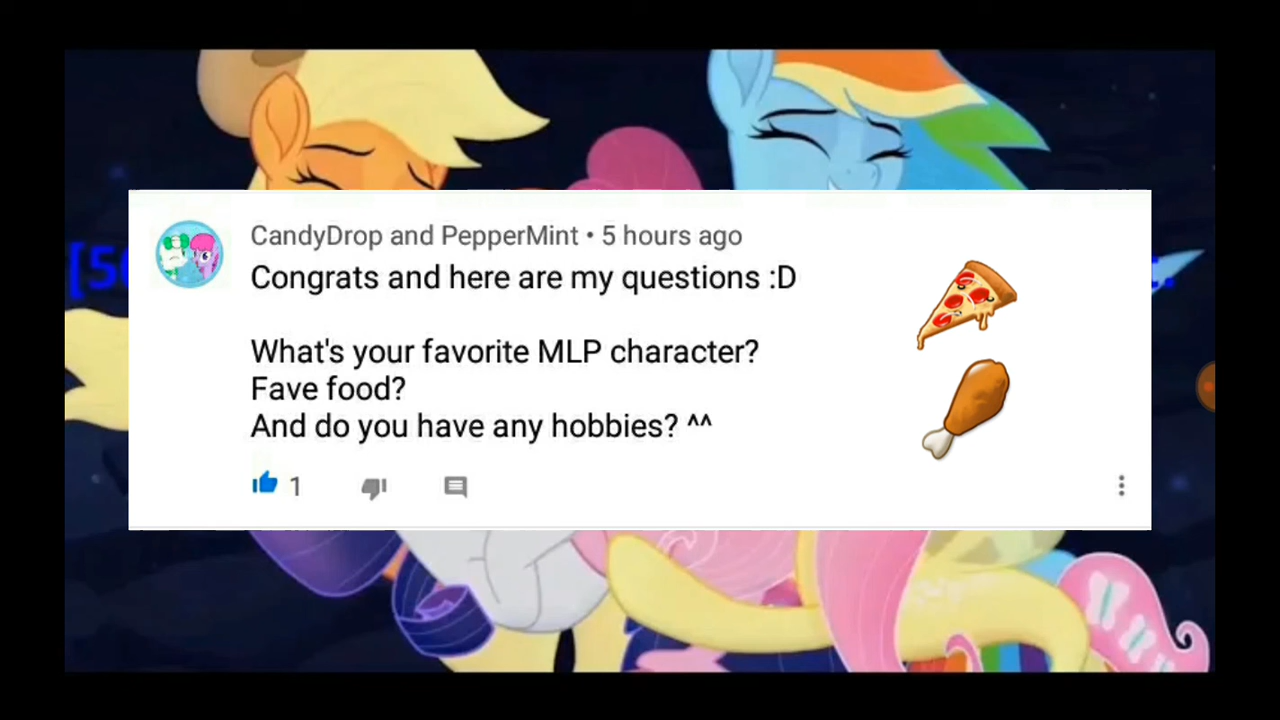 CandyDrop and PepperMint • 5 hours ago
Congrats and here are my questions :D
What's your favorite MLP character?
Fave food?
And do you have any hobbies? ^^
1
[5